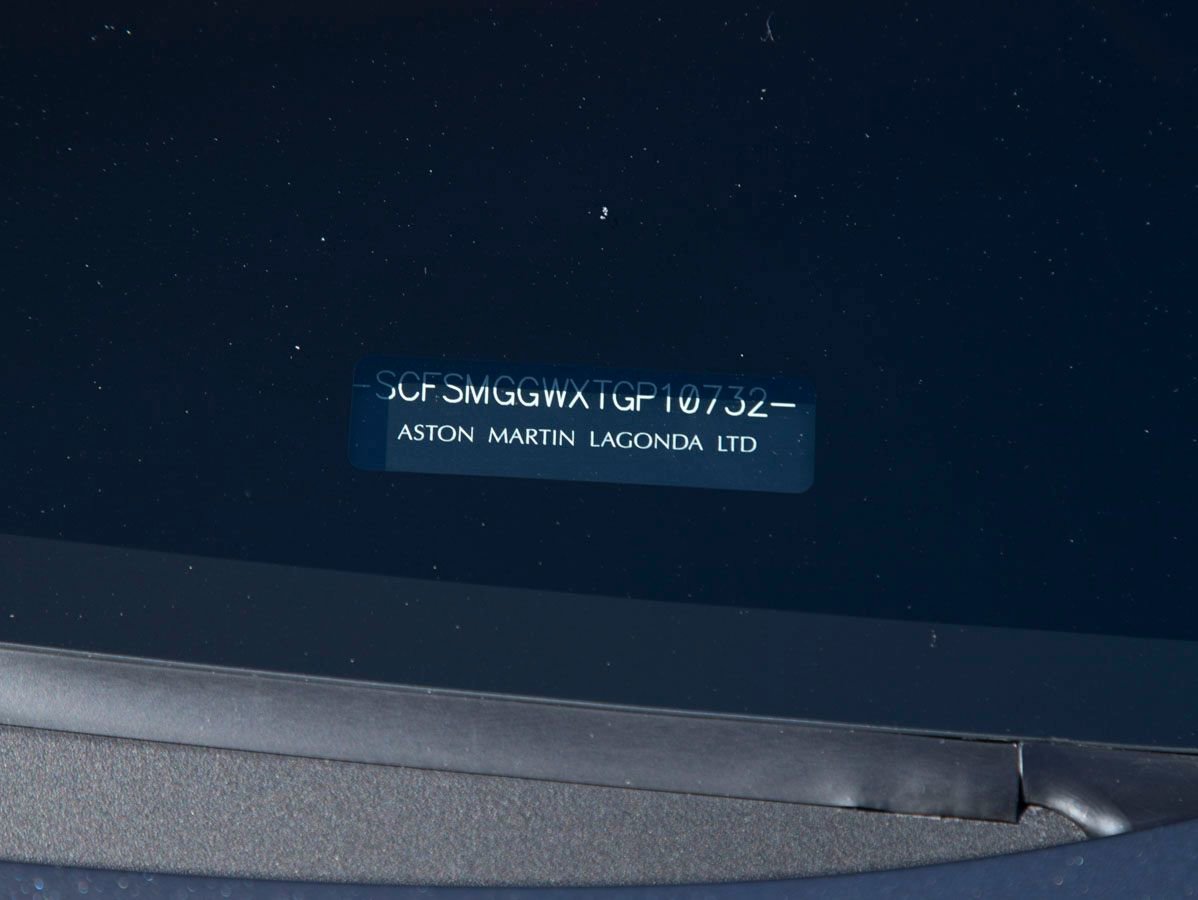 -SCFSMGGWXTGP10732-
ASTON MARTIN LAGONDA LTD